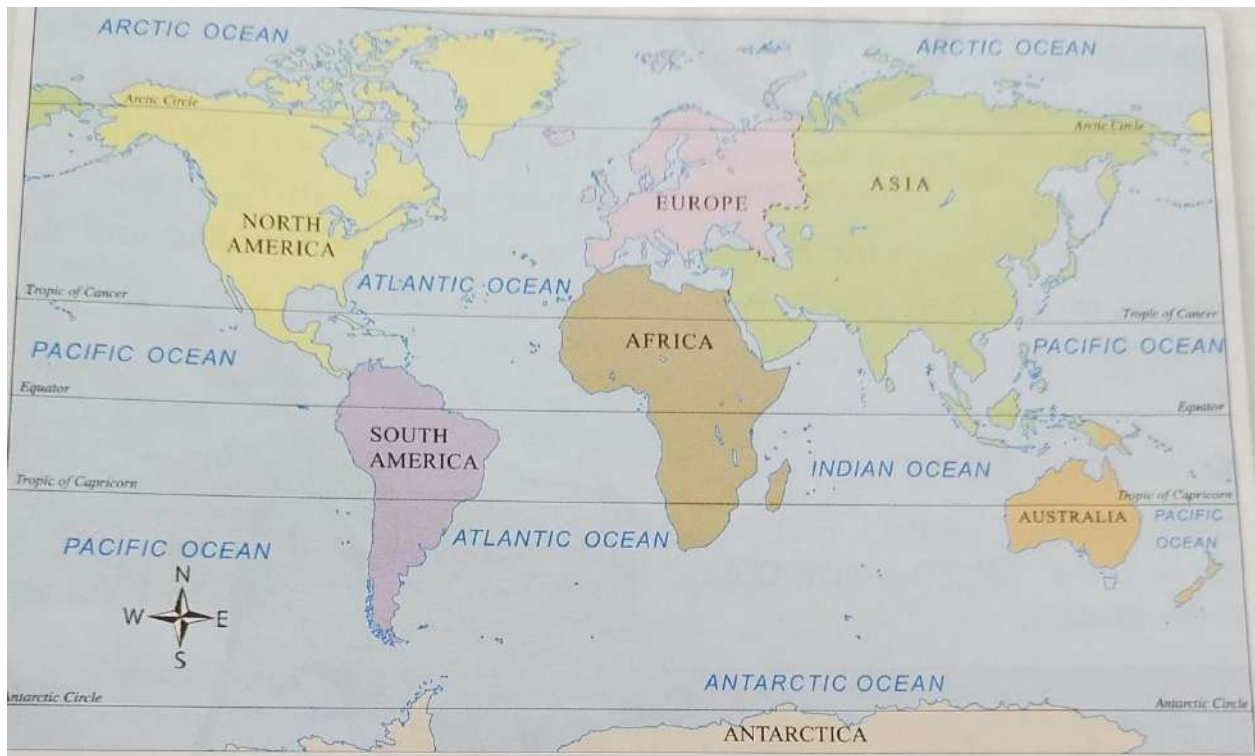 ARCTIC OCEAN
ARCTIC OCEAN
Arctic Circle
Arctic Circle
ASIA
EUROPE
NORTH
AMERICA
ATLANTIC OCEAN
Tropic of Cancer
Tropic of Cancer
AFRICA
PACIFIC OCEAN
PACIFIC OCEAN
Equator
Equator
SOUTH
AMERICA
INDIAN OCEAN
Tropic of Capricorn
Tropic of Capricorn
AUSTRALIA
PACIFIC
OCEAN
ATLANTIC OCEAN
PACIFIC OCEAN
N
W E
S
ANTARCTIC OCEAN
Antarctic Circle
Antarctic Circle
ANTARCTICA